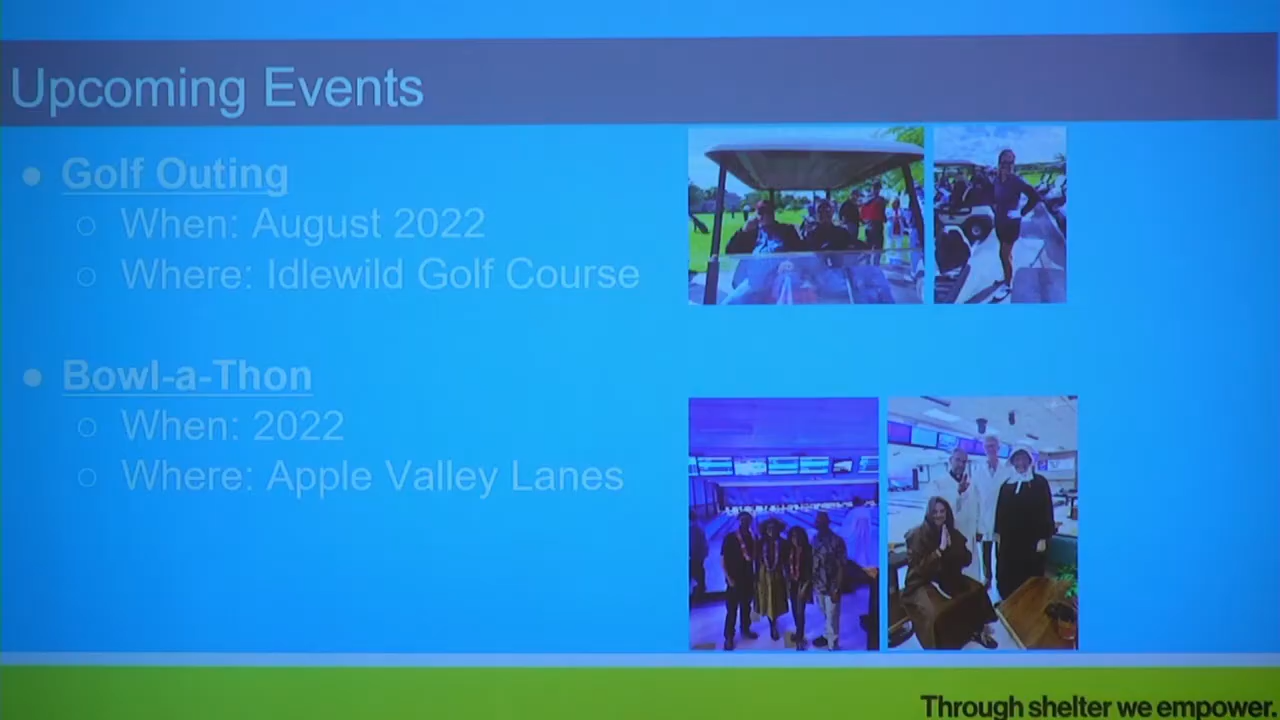 Upcoming Events
● Golf Outing
○ When: August 2022
○ Where: Idlewild Golf Course
● Bowl-a-Thon
○ When: 2022
○ Where: Apple Valley Lanes
Through shelter we empower.